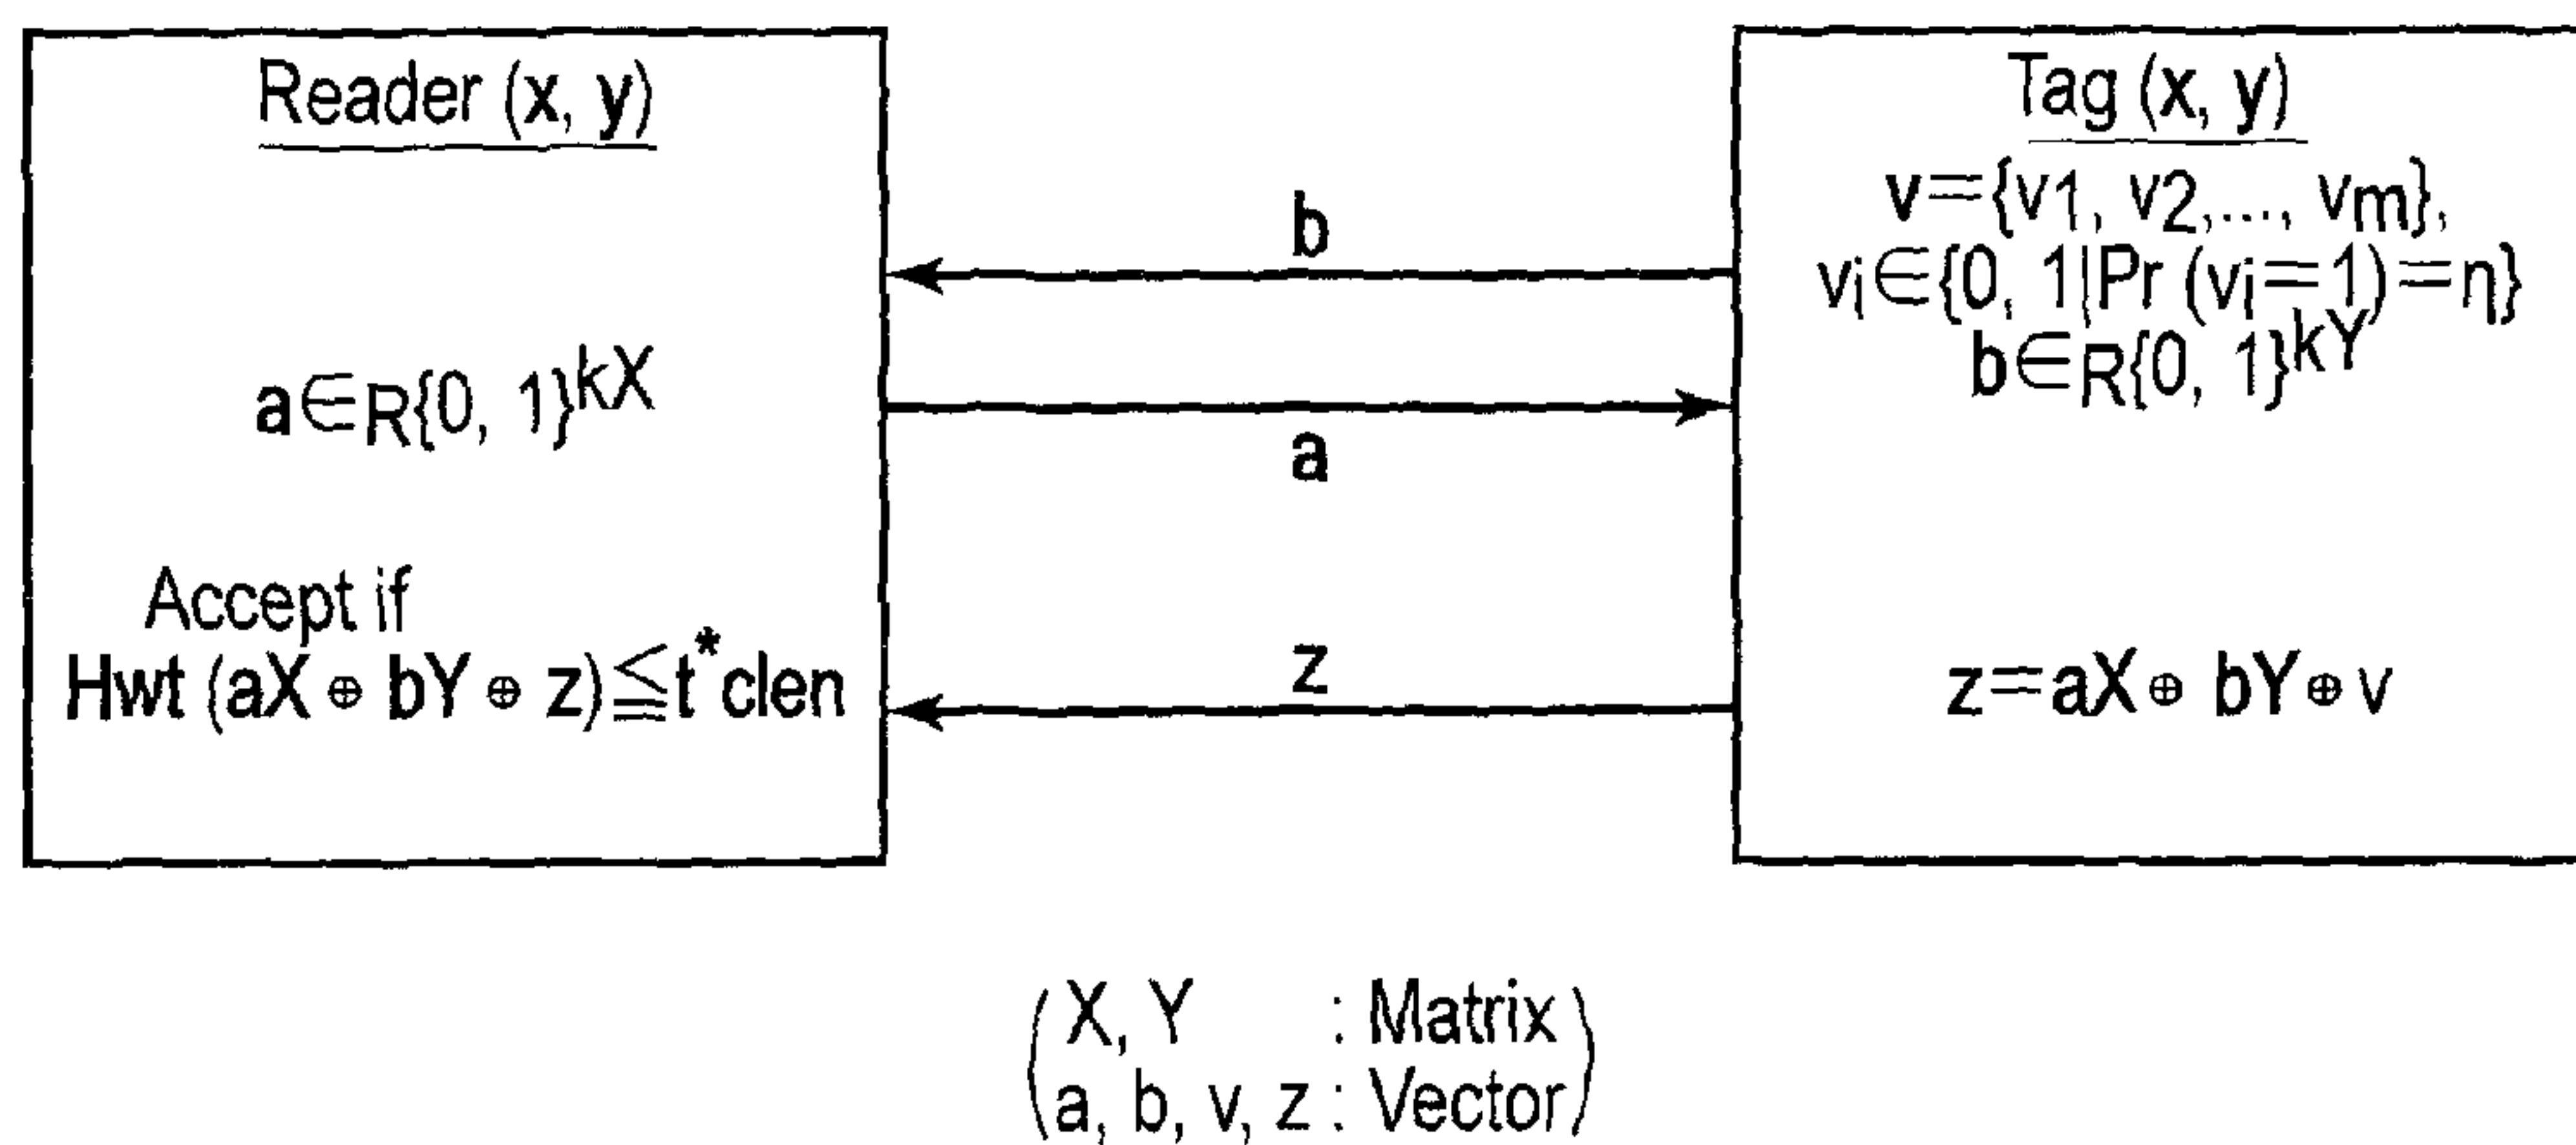 Reader (x, y)
a∈R{0, 1}kX
Accept if
Hwt (aX ⊕ bY ⊕ z)≦t*clen
b
a
z
Tag (x, y)
v={v1, v2,..., vm},
vi∈{0, 1|Pr (vi=1)=η}
b∈R{0, 1}kY
z=aX⊕ bY⊕v
X, Y : Matrix
a, b, v, z : Vector